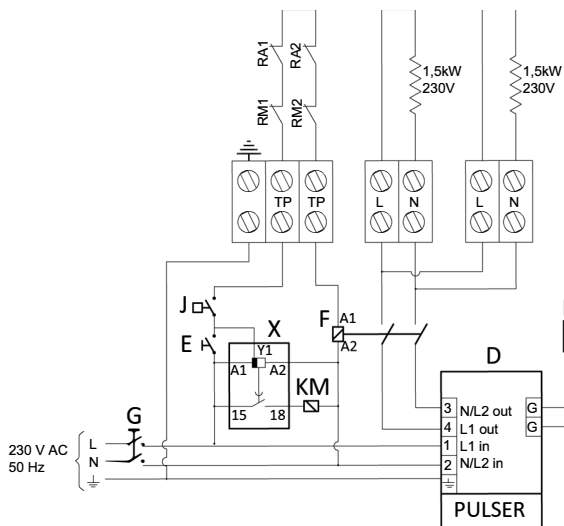 RA1
RA2
RM1
RM2
1,5kW
230V
1,5kW
230V
TP
TP
L
N
L
N
J
E
X
Y1
A1
A2
15
18
KM
F
A1
A2
G
230 V AC
50 Hz
L
N
D
3 N/L2 out G
4 L1 out G
1 L1 in
2 N/L2 in
PULSER